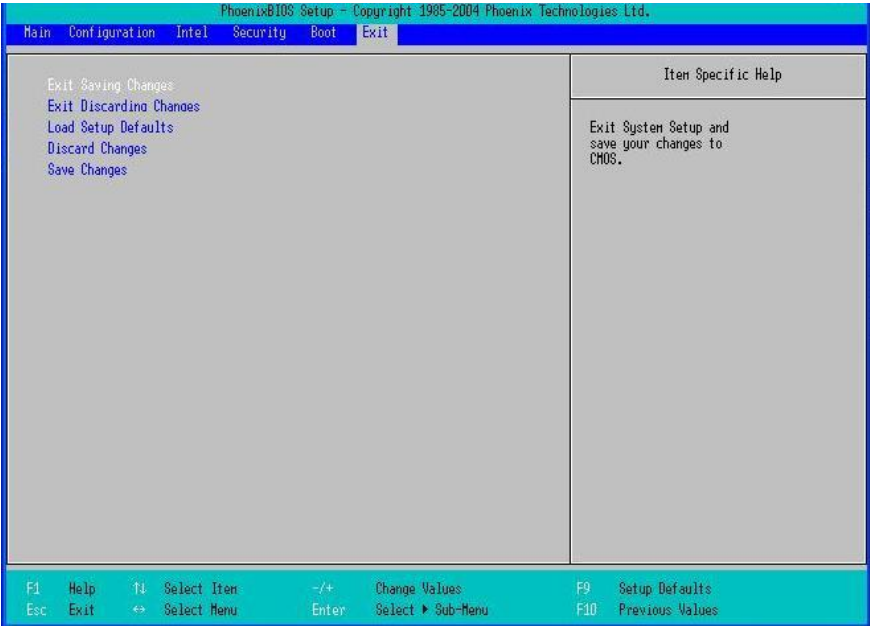 PhoenixBIOS Setup - Copyright 1985-2004 Phoenix Technologies Ltd.
Main Configuration Intel Security Boot Exit
Exit Saving Changes
Exit Discarding Changes
Load Setup Defaults
Discard Changes
Save Changes
Item Specific Help
Exit System Setup and
save your changes to
CMOS.
F1 Help ↑↓ Select Item -/+ Change Values F9 Setup Defaults
Esc Exit ↔ Select Menu Enter Select ▶ Sub-Menu F10 Previous Values